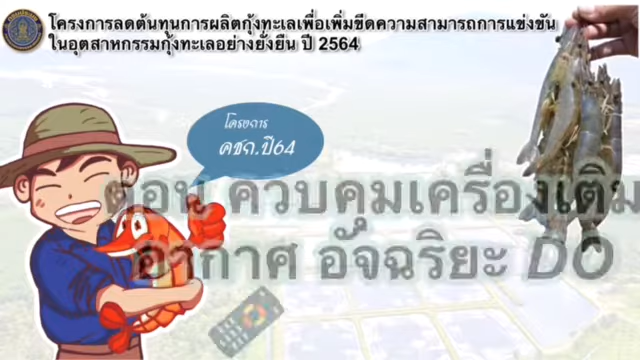 โครงการลดต้นทุนการผลิตกุ้งทะเลเพื่อเพิ่มขีดความสามารถการแข่งขัน
ในอุตสาหกรรมกุ้งทะเลอย่างยั่งยืน ปี 2564
โครงการ
คชก.ปี64
ตอน ควบคุมเครื่องเติม
อากาศ อัจฉริยะ DO